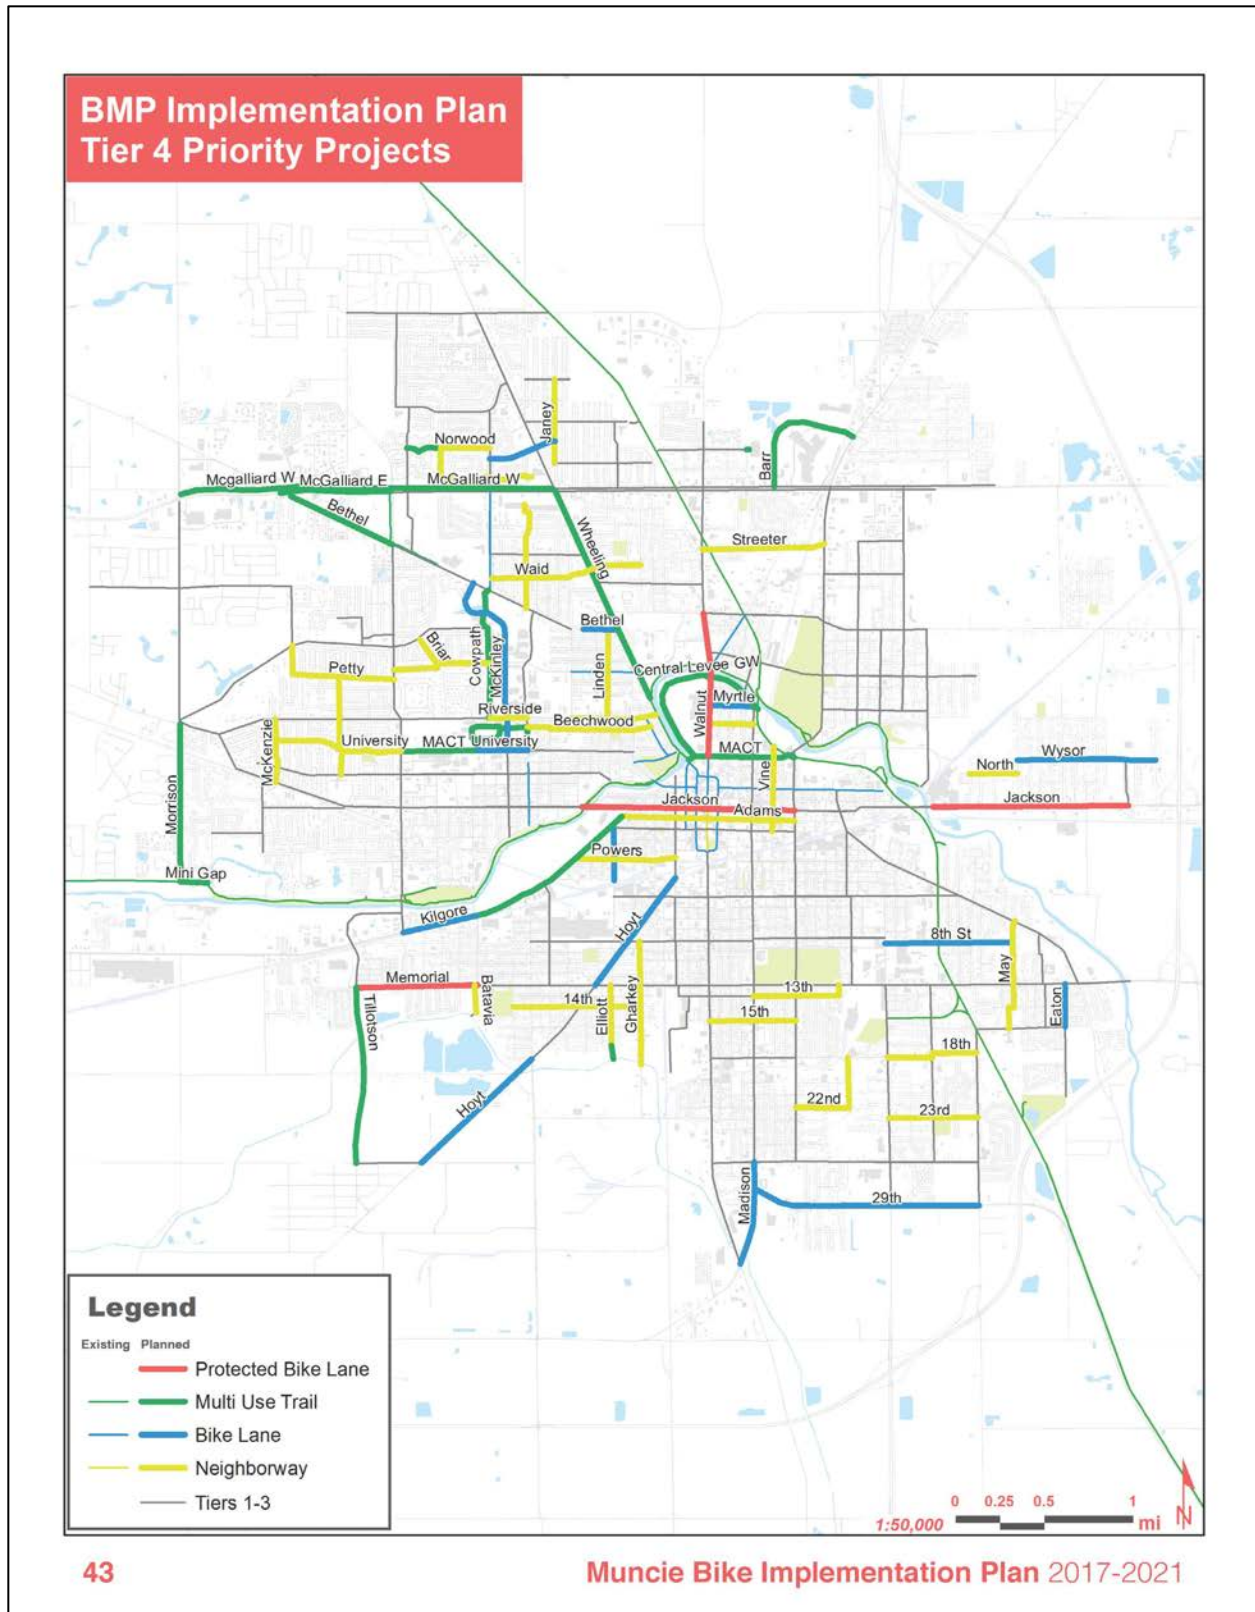 BMP Implementation Plan
Tier 4 Priority Projects
Janey
Norwood
Mcgalliard W
McGalliard E
McGalliard W
Barr
Bethel
Wheeling
Streeter
Waid
Bethel
Briar
Cowpath
McKinley
Linden
Central Levee GW
Petty
Myrtle
Walnut
Riverside
Beechwood
McKenzie
University
MACT
University
MACT
Vine
North
Wysor
Morrison
Jackson
Adams
Jackson
Powers
Mini Gap
Kilgore
Hoyt
8th St
May
Memorial
Batavia
14th
Elliott
Gharkey
13th
15th
Eaton
Tillotson
18th
Hoyt
22nd
23rd
Madison
29th
Legend
Existing Planned
Protected Bike Lane
Multi Use Trail
Bike Lane
Neighborway
Tiers 1-3
0 0.25 0.5 1
1:50,000
mi
N
43
Muncie Bike Implementation Plan 2017-2021